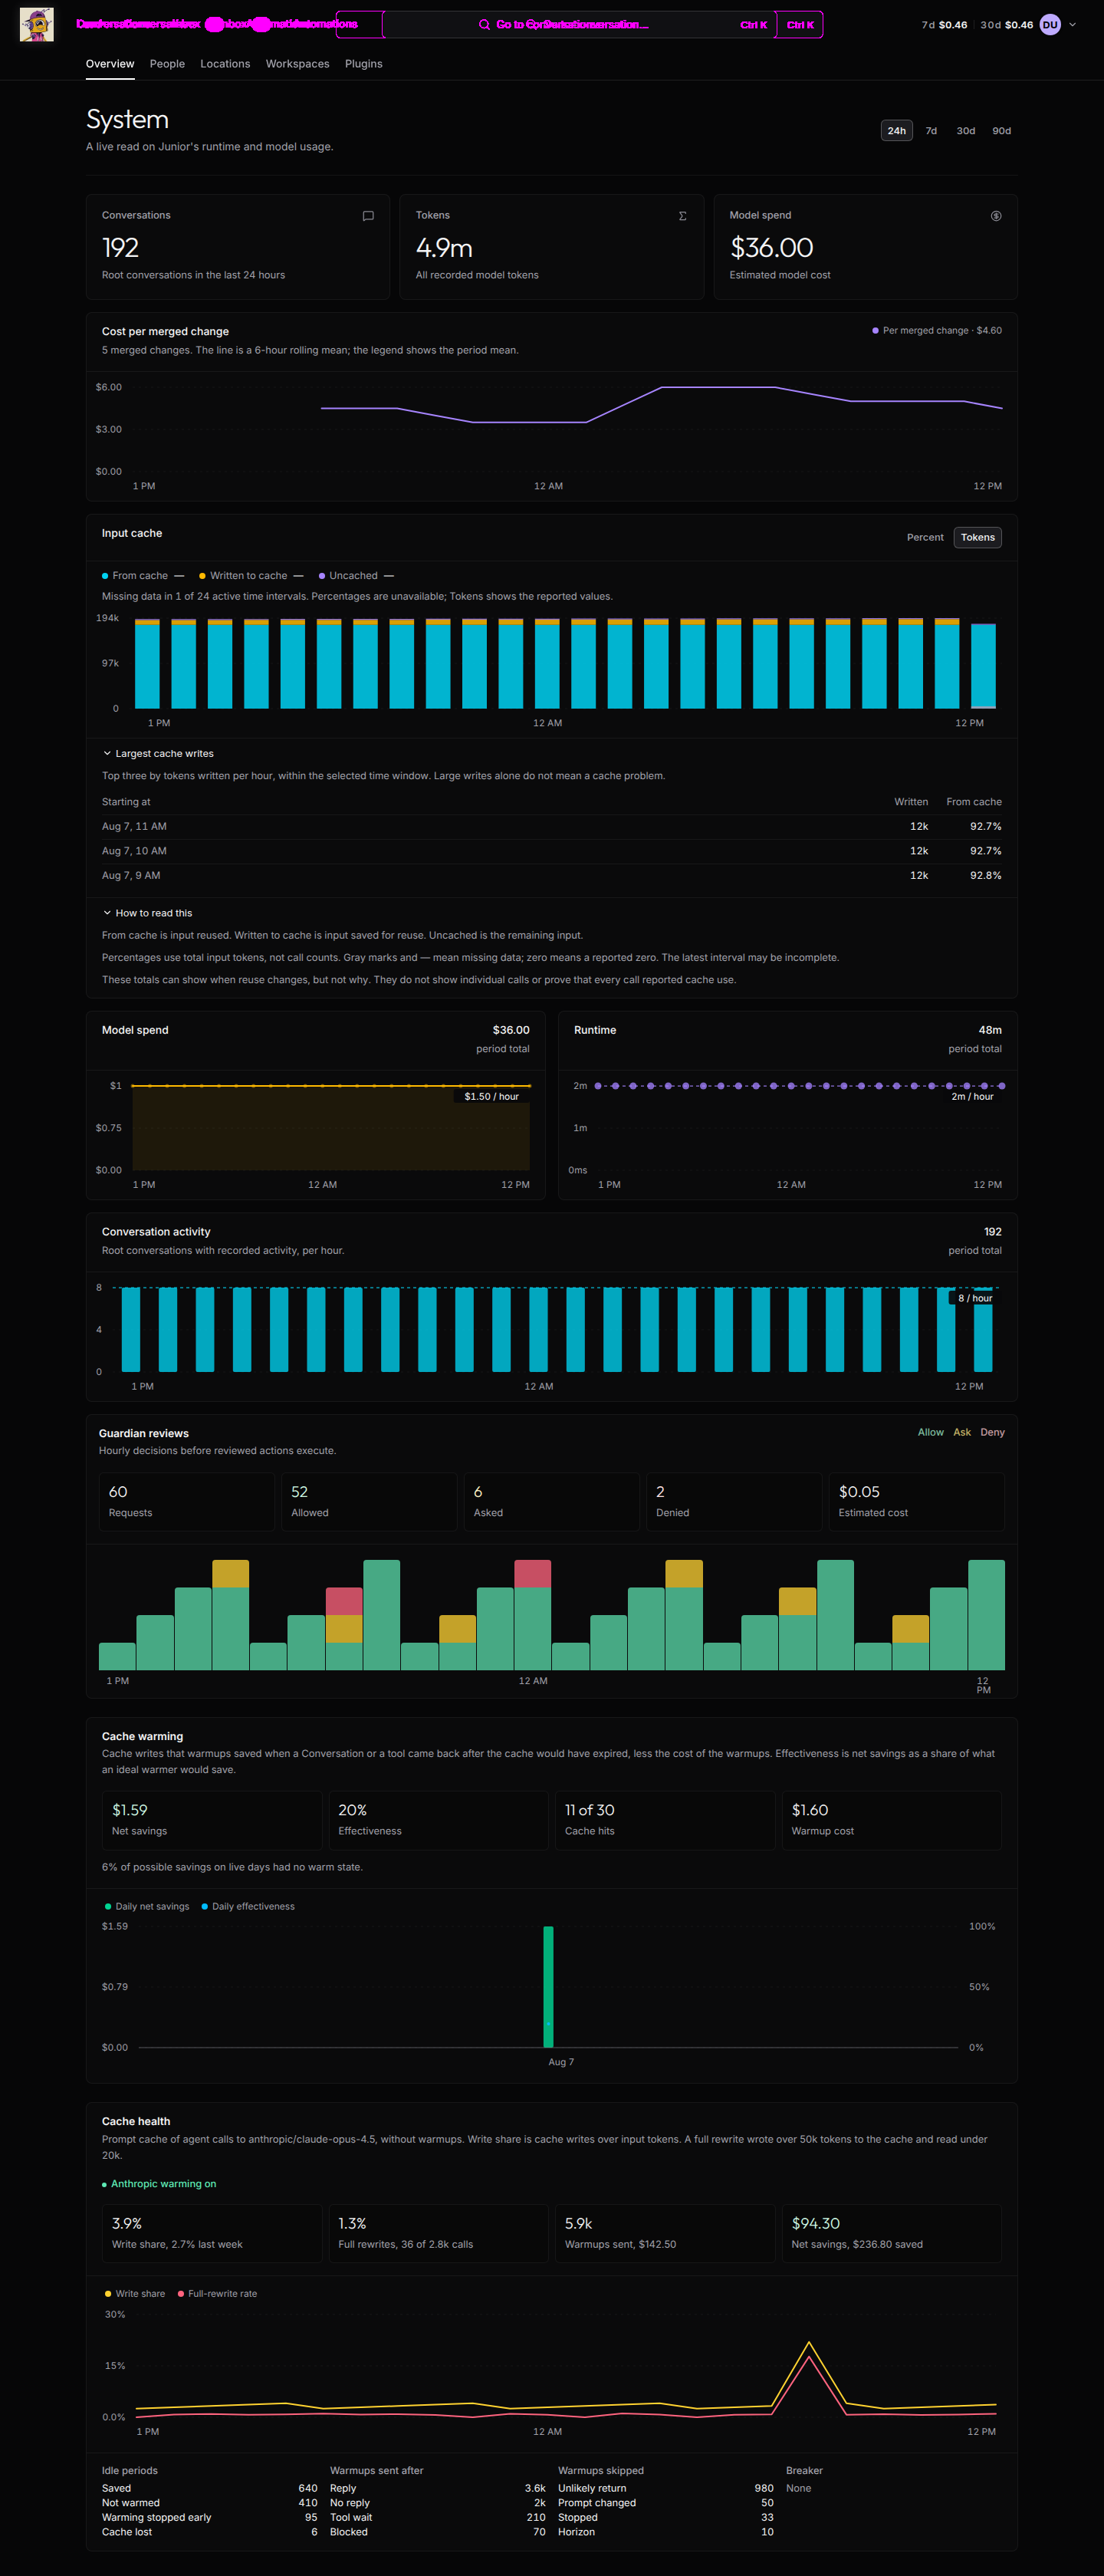 Ctrl K
Ctrl K
7d $0.46
30d $0.46
DU
Overview
People
Locations
Workspaces
Plugins
System
A live read on Junior's runtime and model usage.
24h
7d
30d
90d
Conversations
192
Root conversations in the last 24 hours
Tokens
4.9m
All recorded model tokens
Model spend
$36.00
Estimated model cost
Cost per merged change
5 merged changes. The line is a 6-hour rolling mean; the legend shows the period mean.
Per merged change · $4.60
$6.00
$3.00
$0.00
1 PM
12 AM
12 PM
Input cache
Percent
Tokens
From cache —
Written to cache —
Uncached —
Missing data in 1 of 24 active time intervals. Percentages are unavailable; Tokens shows the reported values.
194k
97k
0
1 PM
12 AM
12 PM
Largest cache writes
Top three by tokens written per hour, within the selected time window. Large writes alone do not mean a cache problem.
Starting at
Written
From cache
Aug 7, 11 AM
12k
92.7%
Aug 7, 10 AM
12k
92.7%
Aug 7, 9 AM
12k
92.8%
How to read this
From cache is input reused. Written to cache is input saved for reuse. Uncached is the remaining input.
Percentages use total input tokens, not call counts. Gray marks and — mean missing data; zero means a reported zero. The latest interval may be incomplete.
These totals can show when reuse changes, but not why. They do not show individual calls or prove that every call reported cache use.
Model spend
$36.00
period total
$1
$0.75
$0.00
$1.50 / hour
1 PM
12 AM
12 PM
Runtime
48m
period total
2m
1m
0ms
2m / hour
1 PM
12 AM
12 PM
Conversation activity
Root conversations with recorded activity, per hour.
192
period total
8
4
0
8 / hour
1 PM
12 AM
12 PM
Guardian reviews
Hourly decisions before reviewed actions execute.
Allow
Ask
Deny
60
Requests
52
Allowed
6
Asked
2
Denied
$0.05
Estimated cost
1 PM
12 AM
12
PM
Cache warming
Cache writes that warmups saved when a Conversation or a tool came back after the cache would have expired, less the cost of the warmups. Effectiveness is net savings as a share of what
an ideal warmer would save.
$1.59
Net savings
20%
Effectiveness
11 of 30
Cache hits
$1.60
Warmup cost
6% of possible savings on live days had no warm state.
Daily net savings
Daily effectiveness
$1.59
$0.79
$0.00
100%
50%
0%
Aug 7
Cache health
Prompt cache of agent calls to anthropic/claude-opus-4.5, without warmups. Write share is cache writes over input tokens. A full rewrite wrote over 50k tokens to the cache and read under
20k.
Anthropic warming on
3.9%
Write share, 2.7% last week
1.3%
Full rewrites, 36 of 2.8k calls
5.9k
Warmups sent, $142.50
$94.30
Net savings, $236.80 saved
Write share
Full-rewrite rate
30%
15%
0.0%
1 PM
12 AM
12 PM
Idle periods
Saved 640
Not warmed 410
Warming stopped early 95
Cache lost 6
Warmups sent after
Reply 3.6k
No reply 2k
Tool wait 210
Blocked 70
Warmups skipped
Unlikely return 980
Prompt changed 50
Stopped 33
Horizon 10
Breaker
None